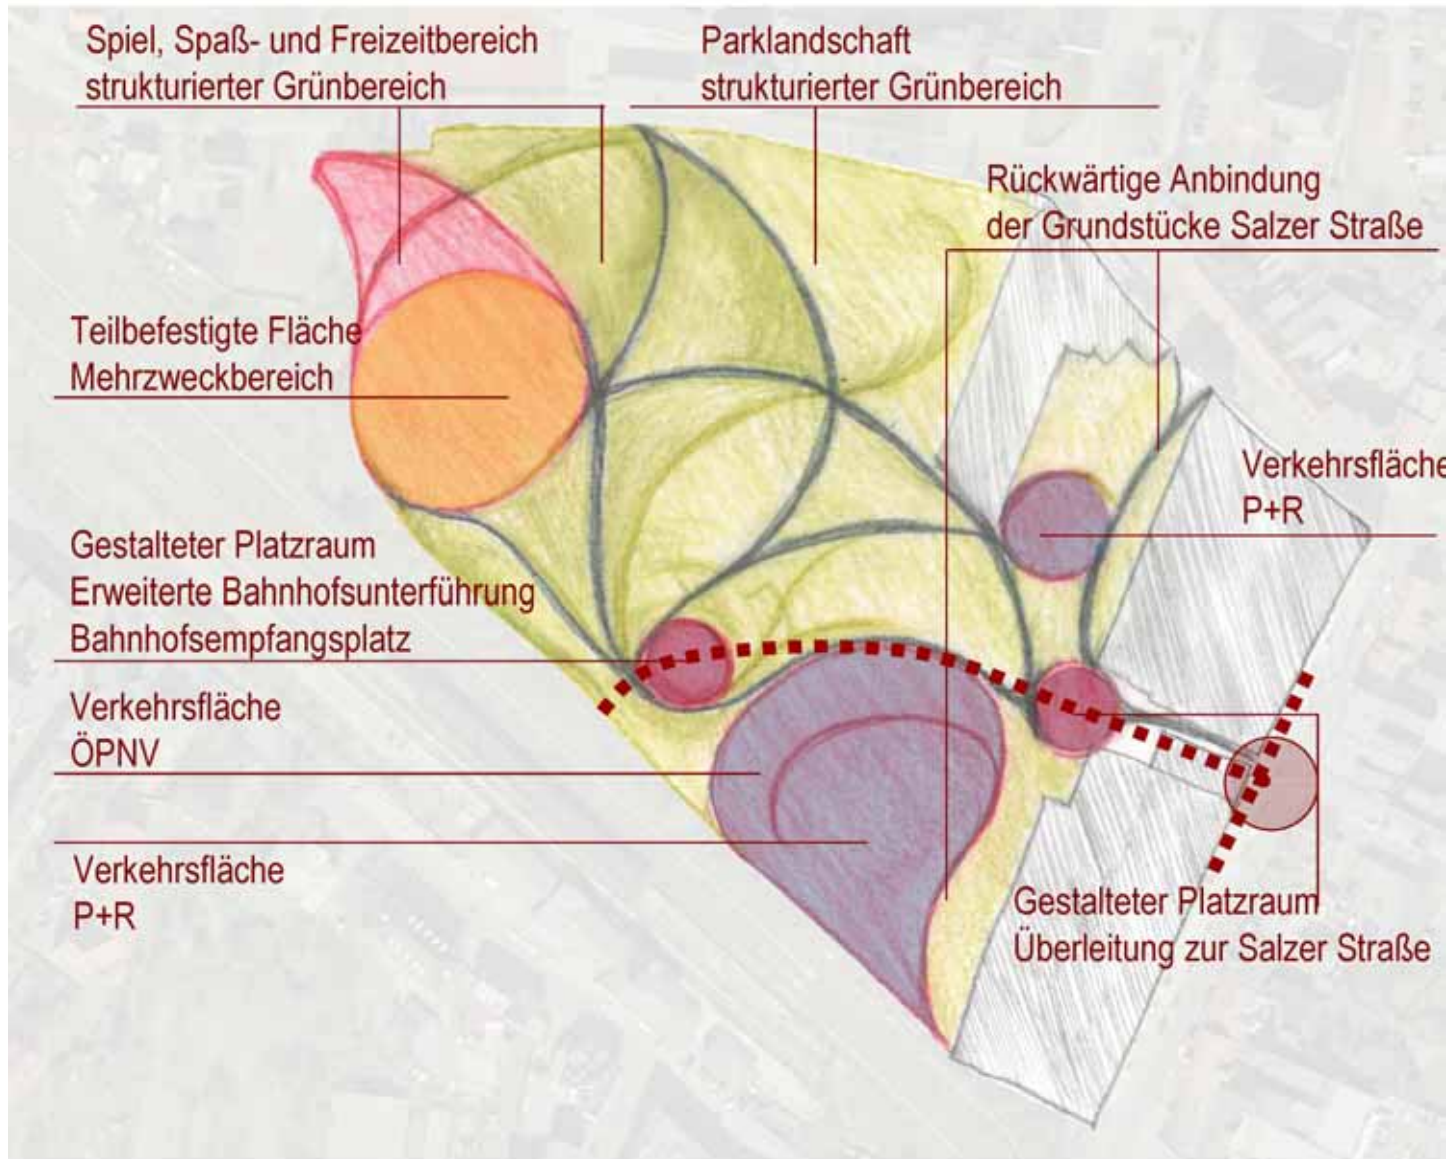 Spiel, Spaß- und Freizeitbereich
strukturierter Grünbereich
Parklandschaft
strukturierter Grünbereich
Rückwärtige Anbindung
der Grundstücke Salzer Straße
Teilbefestigte Fläche
Mehrzweckbereich
Verkehrsfläche
P+R
Gestalteter Platzraum
Erweiterte Bahnhofsunterführung
Bahnhofsempfangsplatz
Verkehrsfläche
ÖPNV
Verkehrsfläche
P+R
Gestalteter Platzraum
Überleitung zur Salzer Straße